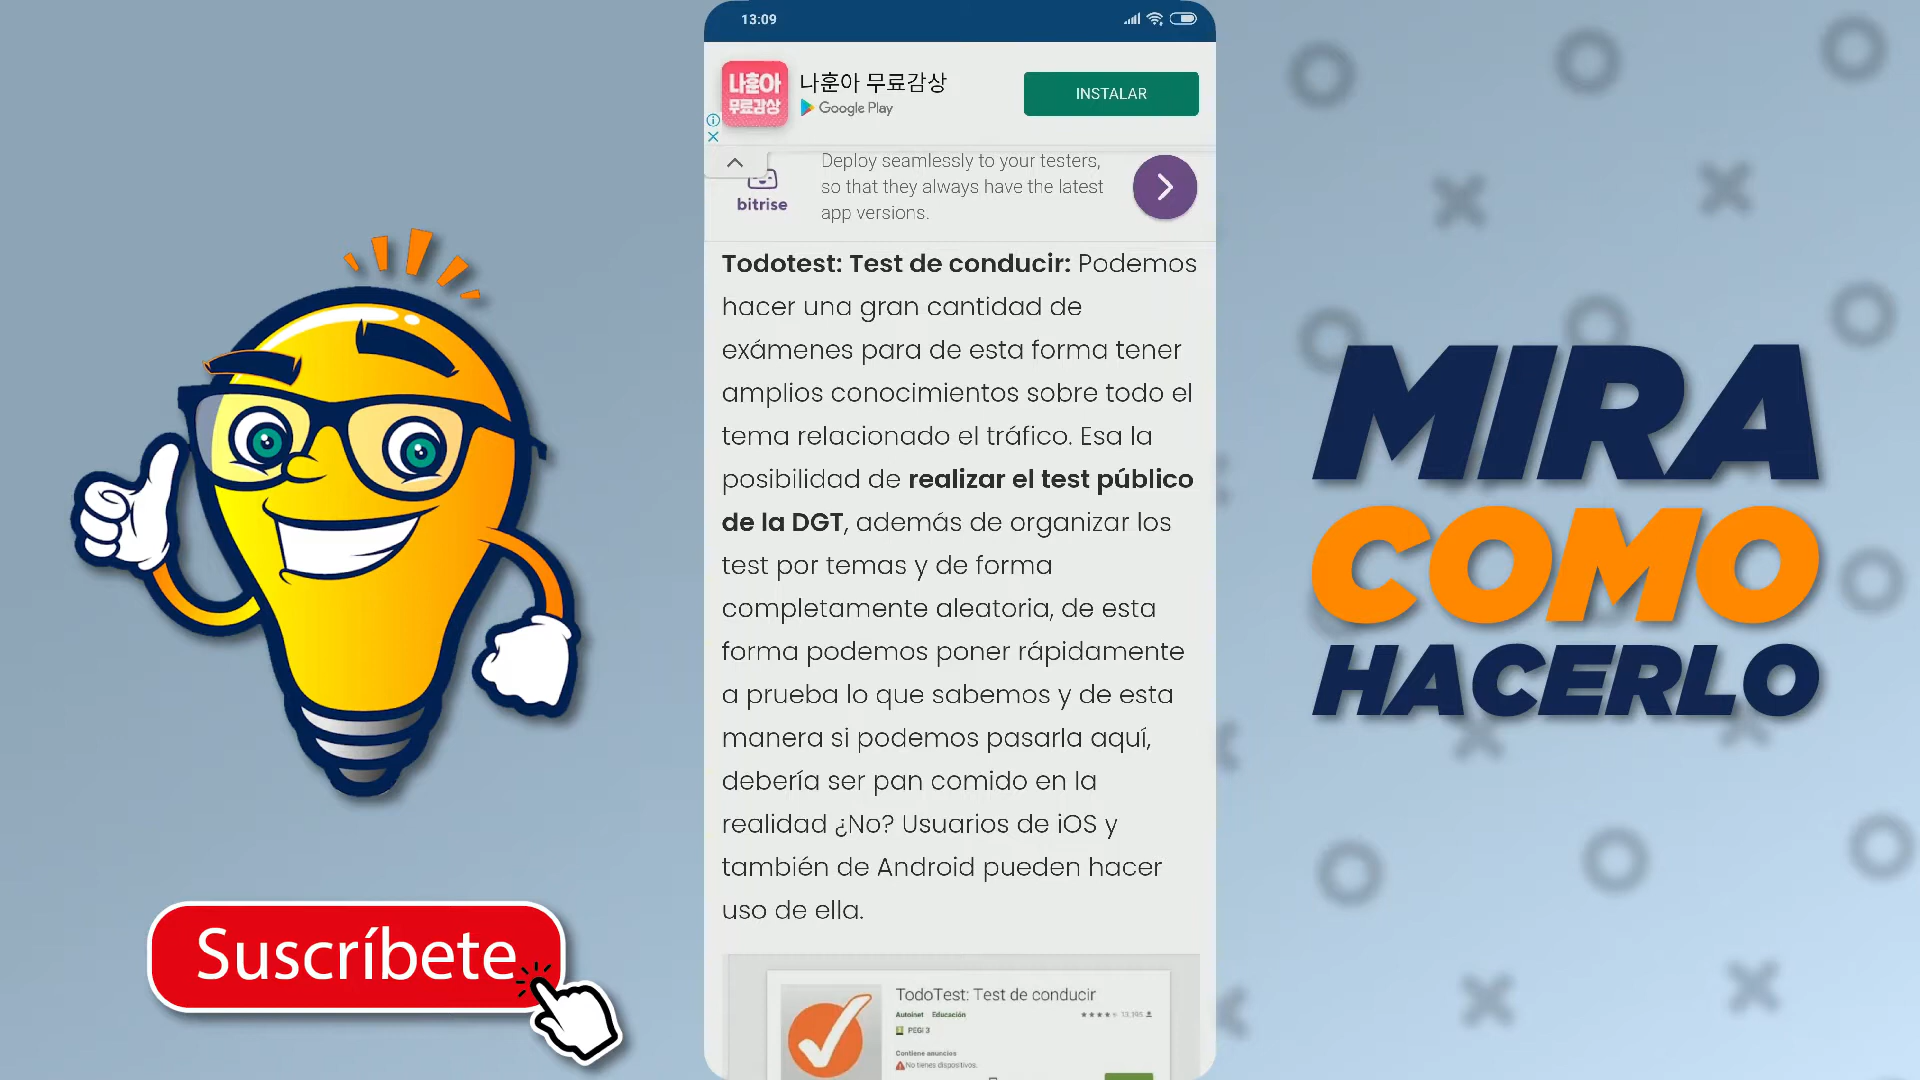 13:09
나훈아
무료감상
나훈아 무료감상
Google Play
INSTALAR
Deploy seamlessly to your testers,
so that they always have the latest
app versions.
bitrise
Todotest: Test de conducir: Podemos
hacer una gran cantidad de
exámenes para de esta forma tener
amplios conocimientos sobre todo el
tema relacionado el tráfico. Esa la
posibilidad de realizar el test público
de la DGT, además de organizar los
test por temas y de forma
completamente aleatoria, de esta
forma podemos poner rápidamente
a prueba lo que sabemos y de esta
manera si podemos pasarla aquí,
debería ser pan comido en la
realidad ¿No? Usuarios de iOS y
también de Android pueden hacer
uso de ella.
TodoTest: Test de conducir
Autoinet Educación
13,395
PEGI 3
Contiene anuncios
No tienes dispositivos.
Suscríbete
MIRA
COMO
HACERLO